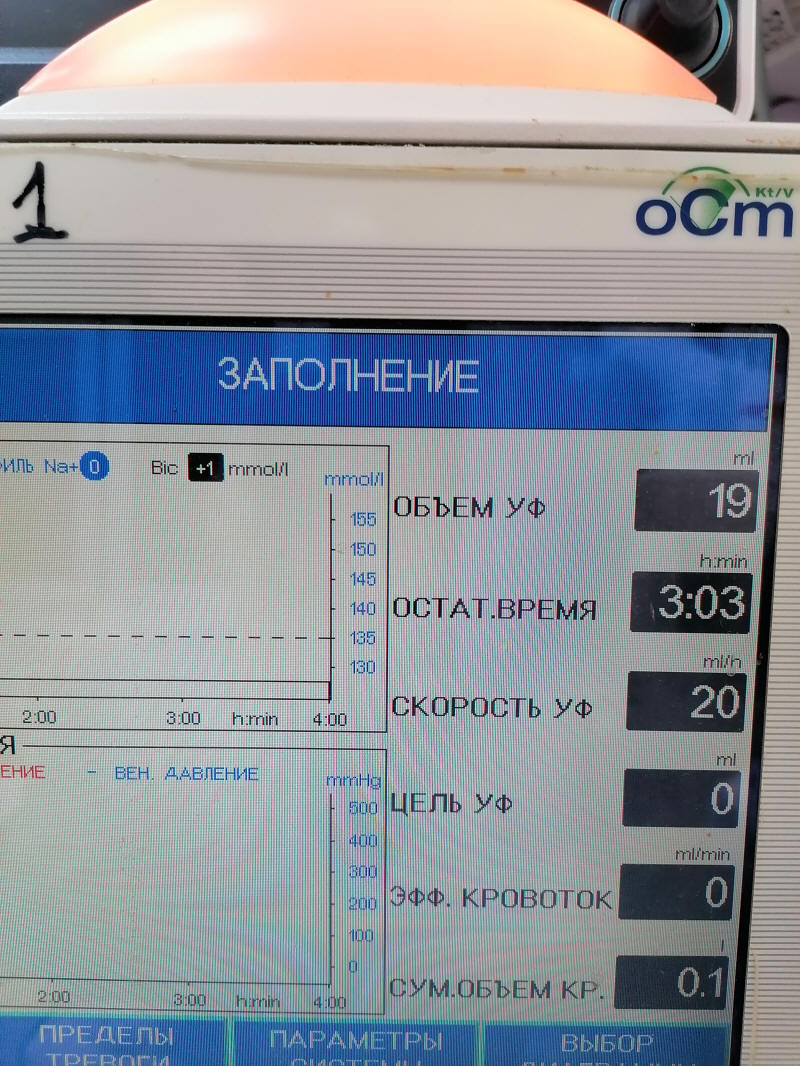 1
Kt/V
oCm
ЗАПОЛНЕНИЕ
Na+ 0 Bic +1 mmol/l
mmol/l
155
150
145
140
135
130
2:00 3:00 h:min 4:00
ВЕН. ДАВЛЕНИЕ
mmHg
500
400
300
200
100
0
2:00 3:00 h:min 4:00
ml
ОБЪЕМ УФ 19
h:min
ОСТАТ.ВРЕМЯ 3:03
ml/h
СКОРОСТЬ УФ 20
ml
ЦЕЛЬ УФ 0
ml/min
ЭФФ. КРОВОТОК 0
l
СУМ.ОБЪЕМ КР. 0.1
ПРЕДЕЛЫ
ТРЕВОГИ
ПАРАМЕТРЫ
СИСТЕМЫ
ВЫБОР